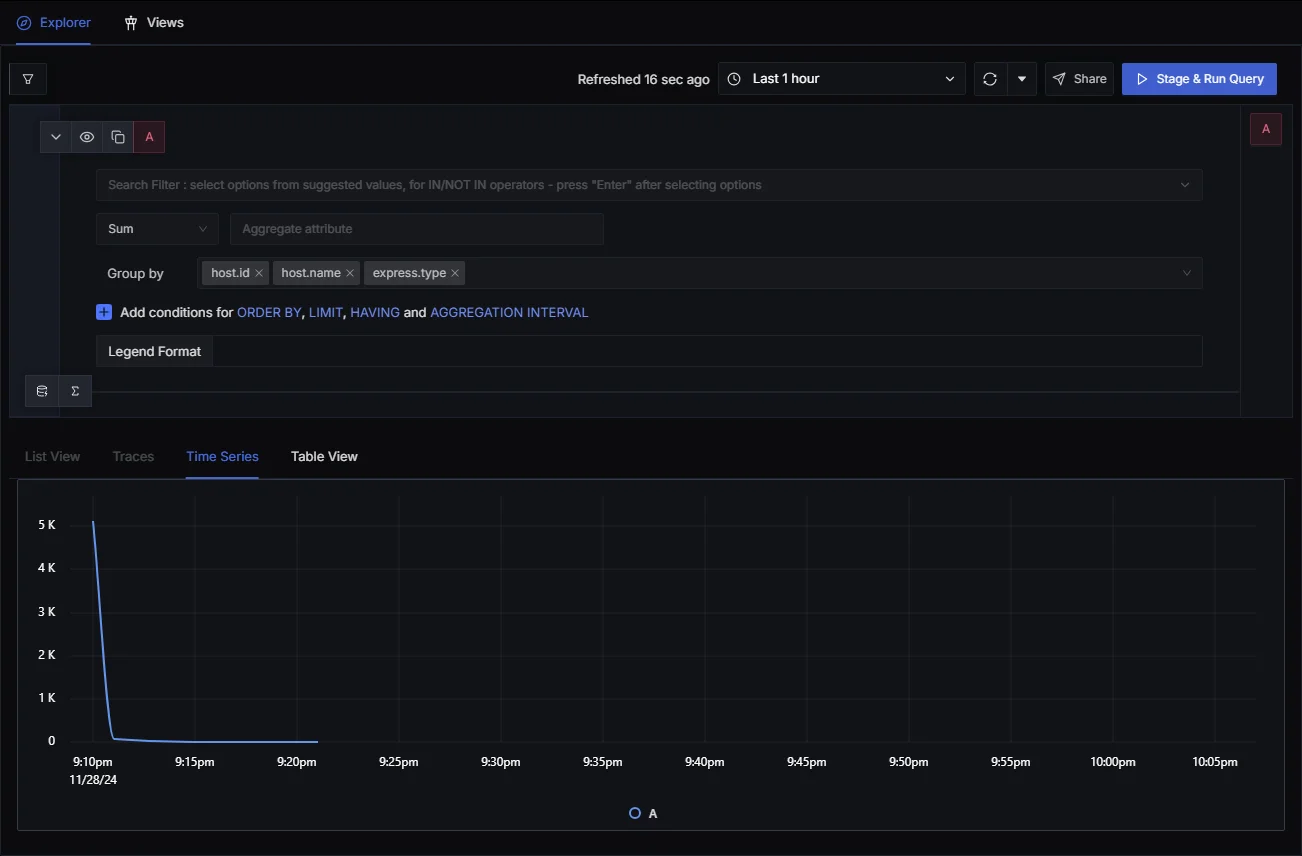 Explorer Views
Refreshed 16 sec ago Last 1 hour Share Stage & Run Query
A A
Search Filter : select options from suggested values, for IN/NOT IN operators - press "Enter" after selecting options
Sum Aggregate attribute
Group by host.id × host.name × express.type ×
Add conditions for ORDER BY, LIMIT, HAVING and AGGREGATION INTERVAL
Legend Format
Σ
List View Traces Time Series Table View
5 K
4 K
3 K
2 K
1 K
0
9:10pm 9:15pm 9:20pm 9:25pm 9:30pm 9:35pm 9:40pm 9:45pm 9:50pm 9:55pm 10:00pm 10:05pm
11/28/24
A